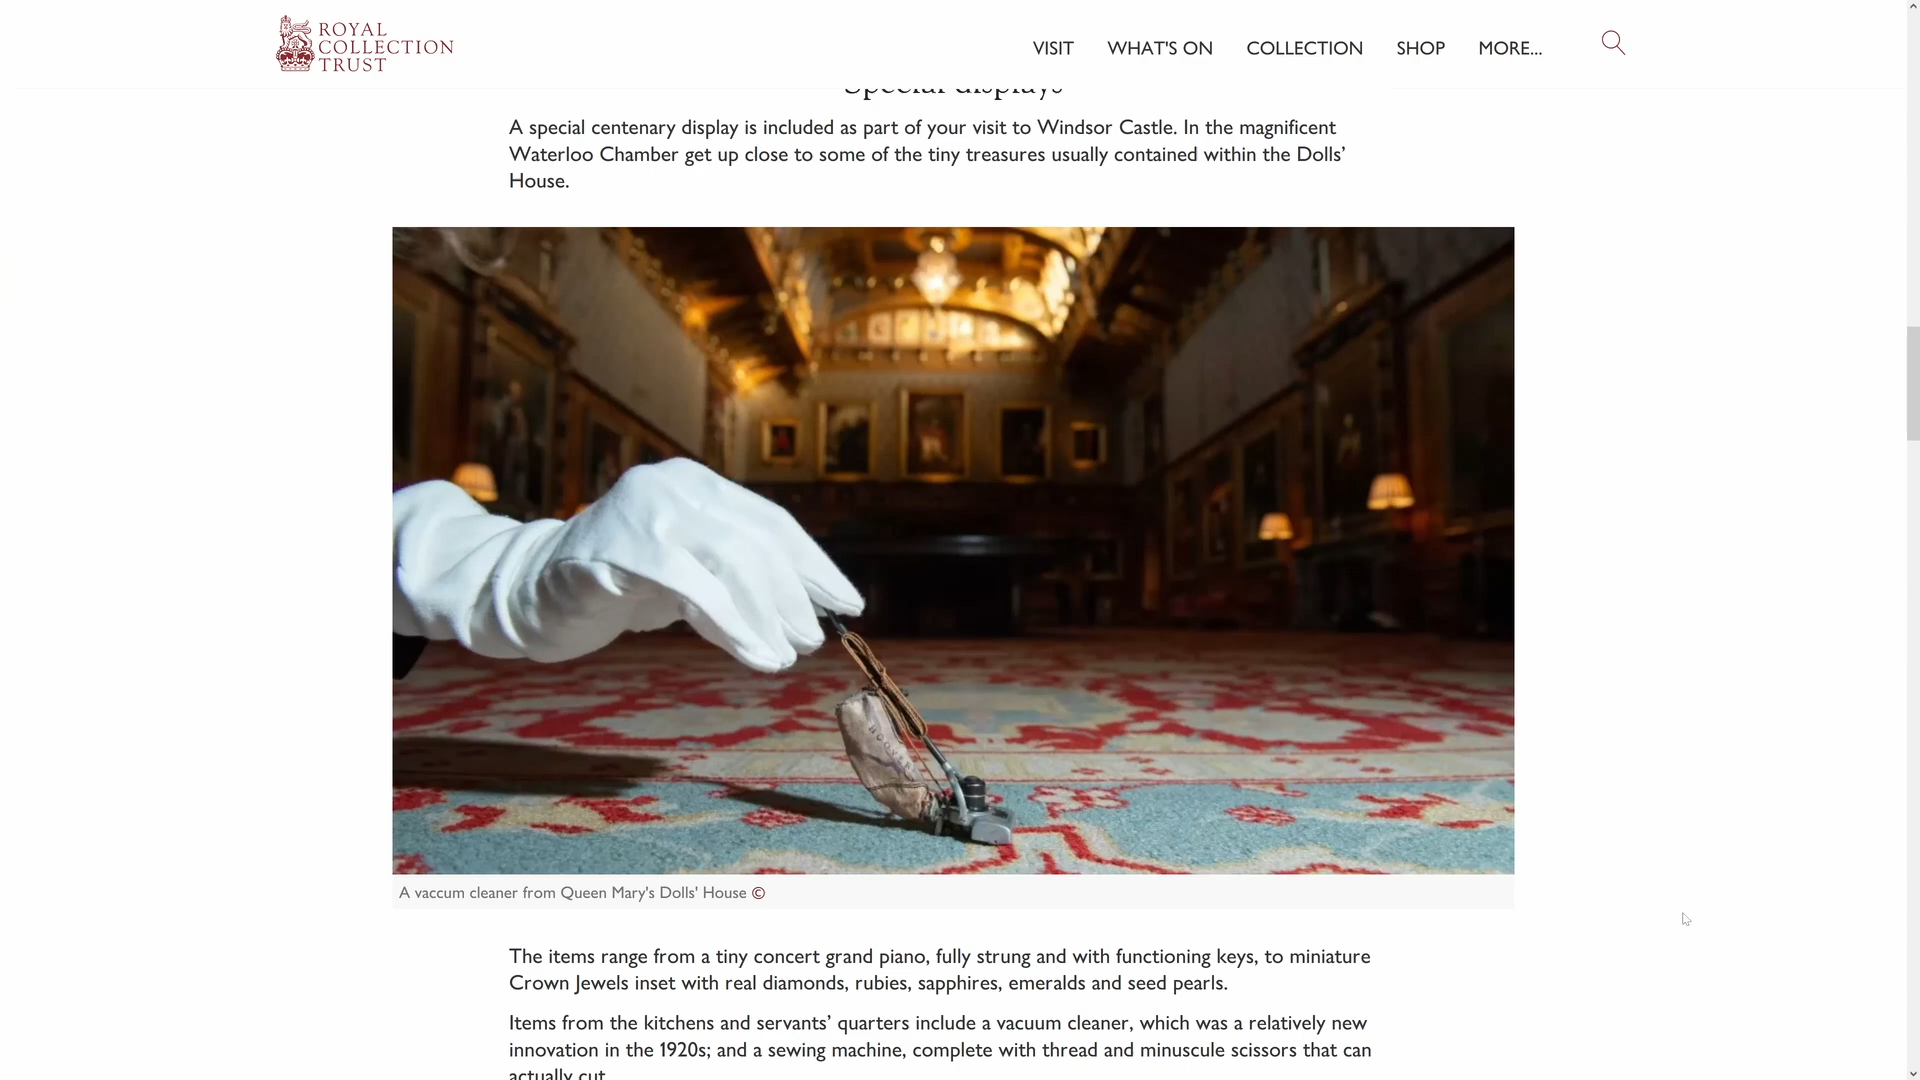 ROYAL
COLLECTION
TRUST
VISIT
WHAT'S ON
COLLECTION
SHOP
MORE...
Special displays
A special centenary display is included as part of your visit to Windsor Castle. In the magnificent
Waterloo Chamber get up close to some of the tiny treasures usually contained within the Dolls’
House.
HOOVER
A vaccum cleaner from Queen Mary's Dolls' House ©
The items range from a tiny concert grand piano, fully strung and with functioning keys, to miniature
Crown Jewels inset with real diamonds, rubies, sapphires, emeralds and seed pearls.
Items from the kitchens and servants’ quarters include a vacuum cleaner, which was a relatively new
innovation in the 1920s; and a sewing machine, complete with thread and minuscule scissors that can
actually cut.